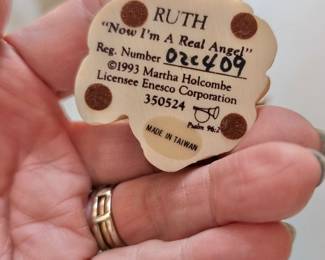 RUTH
"Now I'm A Real Angel"
Reg. Number 02C409
©1993 Martha Holcombe
Licensee Enesco Corporation
350524
Psalm 96:2
MADE IN TAIWAN